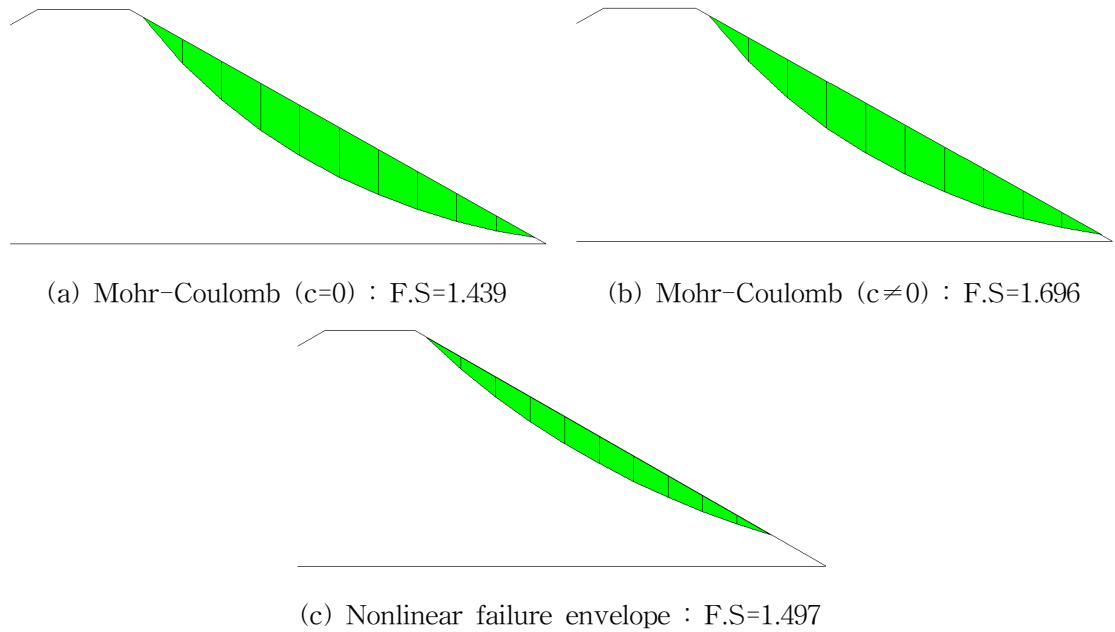 (a) Mohr-Coulomb (c=0) : F.S=1.439
(b) Mohr-Coulomb (c≠0) : F.S=1.696
(c) Nonlinear failure envelope : F.S=1.497